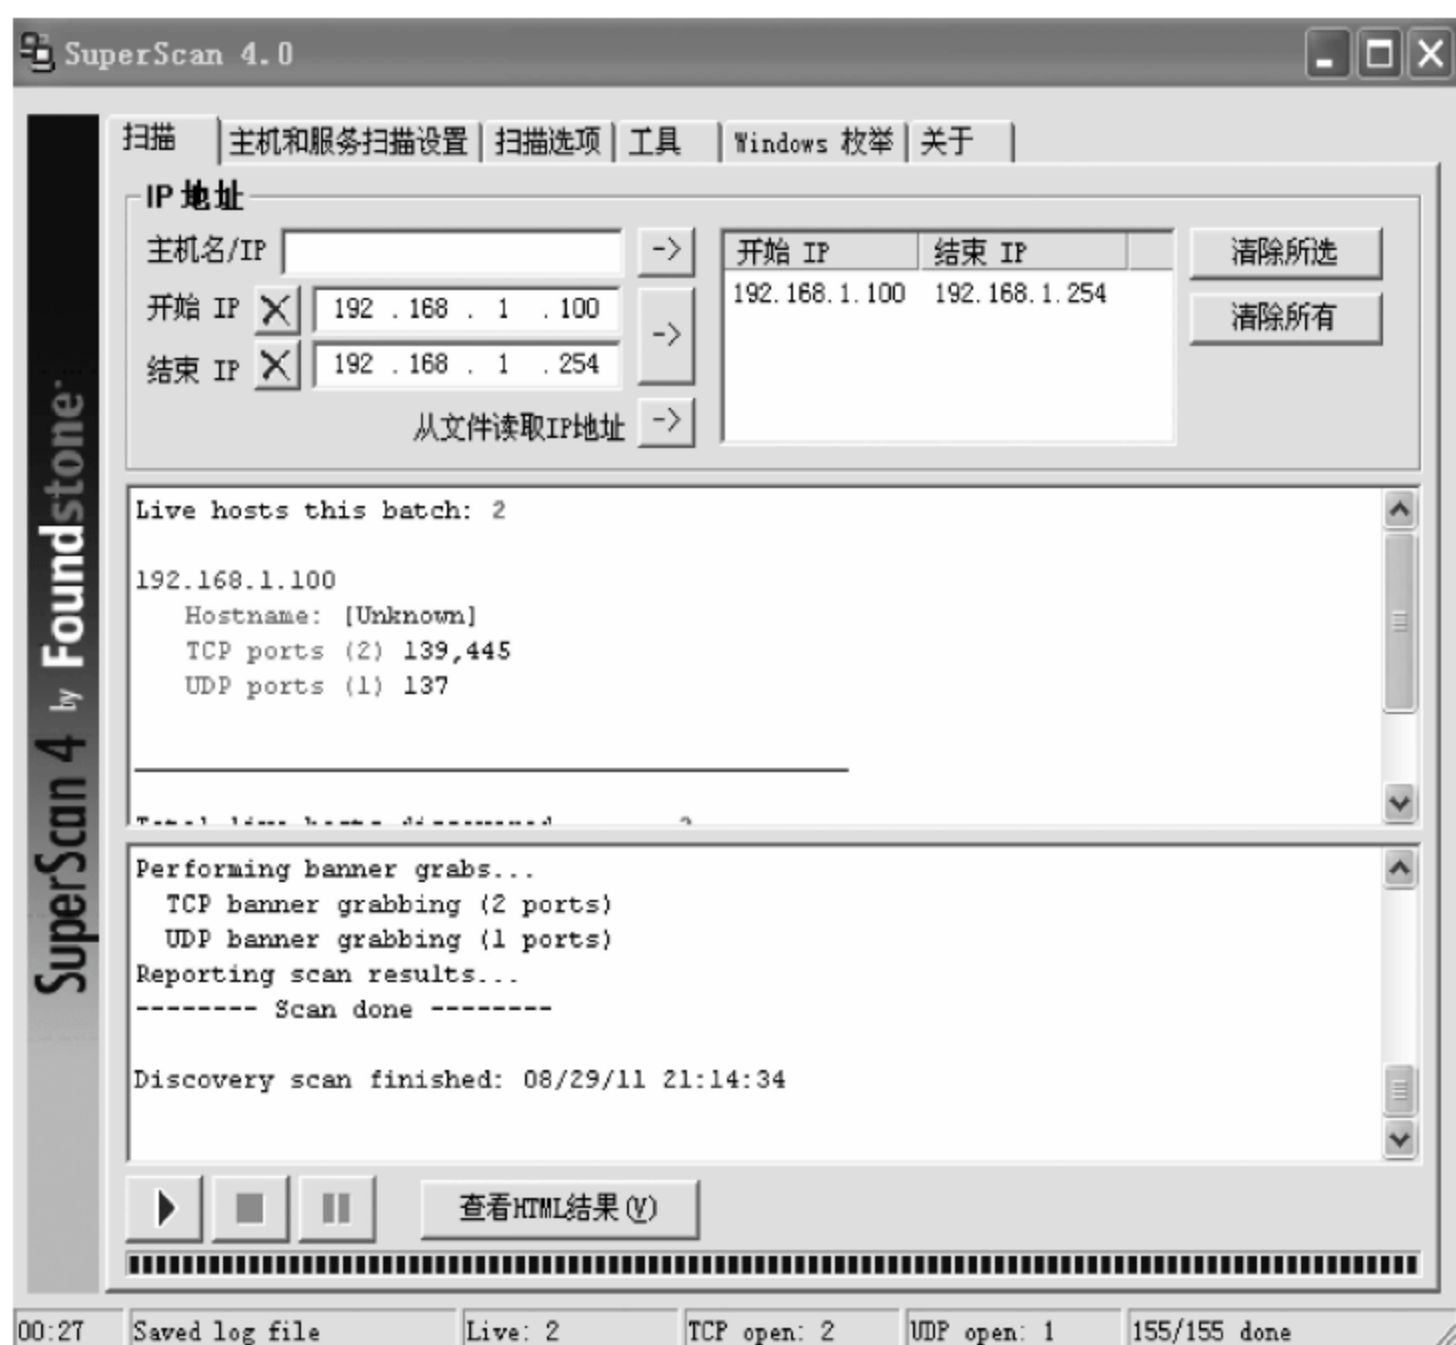 SuperScan 4.0
扫描 主机和服务扫描设置 扫描选项 工具 Windows 枚举 关于
IP 地址
主机名/IP ->
开始 IP 192 .168 . 1 .100
->
结束 IP 192 .168 . 1 .254
从文件读取IP地址 ->
开始 IP 结束 IP
192.168.1.100 192.168.1.254
清除所选
清除所有
SuperScan 4 by Foundstone
Live hosts this batch: 2
192.168.1.100
Hostname: [Unknown]
TCP ports (2) 139,445
UDP ports (1) 137
Total live hosts discovered 2
Performing banner grabs...
TCP banner grabbing (2 ports)
UDP banner grabbing (1 ports)
Reporting scan results...
-------- Scan done --------
Discovery scan finished: 08/29/11 21:14:34
查看HTML结果(V)
00:27 Saved log file Live: 2 TCP open: 2 UDP open: 1 155/155 done